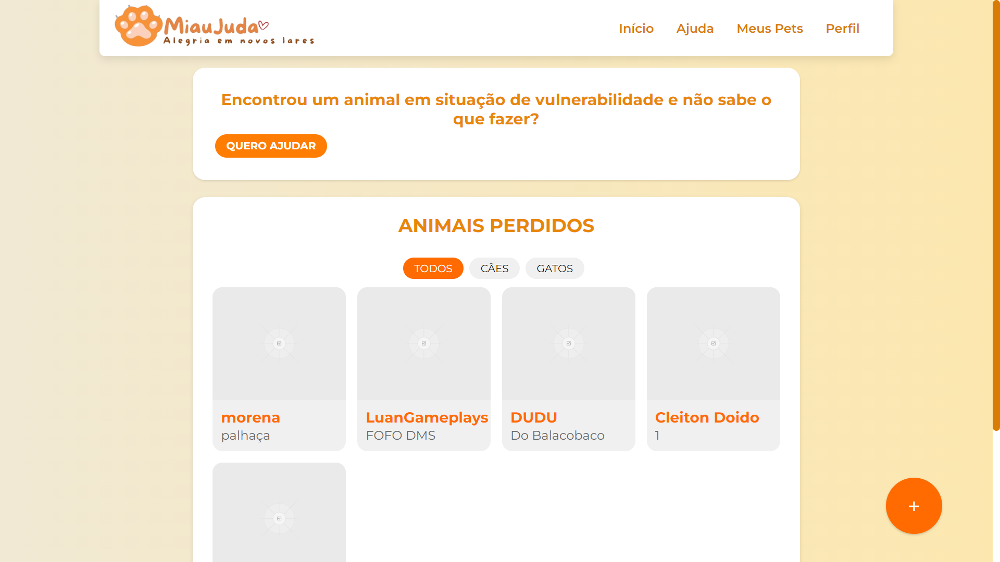 MiauJuda
Alegria em novos lares
Início
Ajuda
Meus Pets
Perfil
Encontrou um animal em situação de vulnerabilidade e não sabe o
que fazer?
QUERO AJUDAR
ANIMAIS PERDIDOS
TODOS
CÃES
GATOS
morena
palhaça
LuanGameplays
FOFO DMS
DUDU
Do Balacobaco
Cleiton Doido
1
+